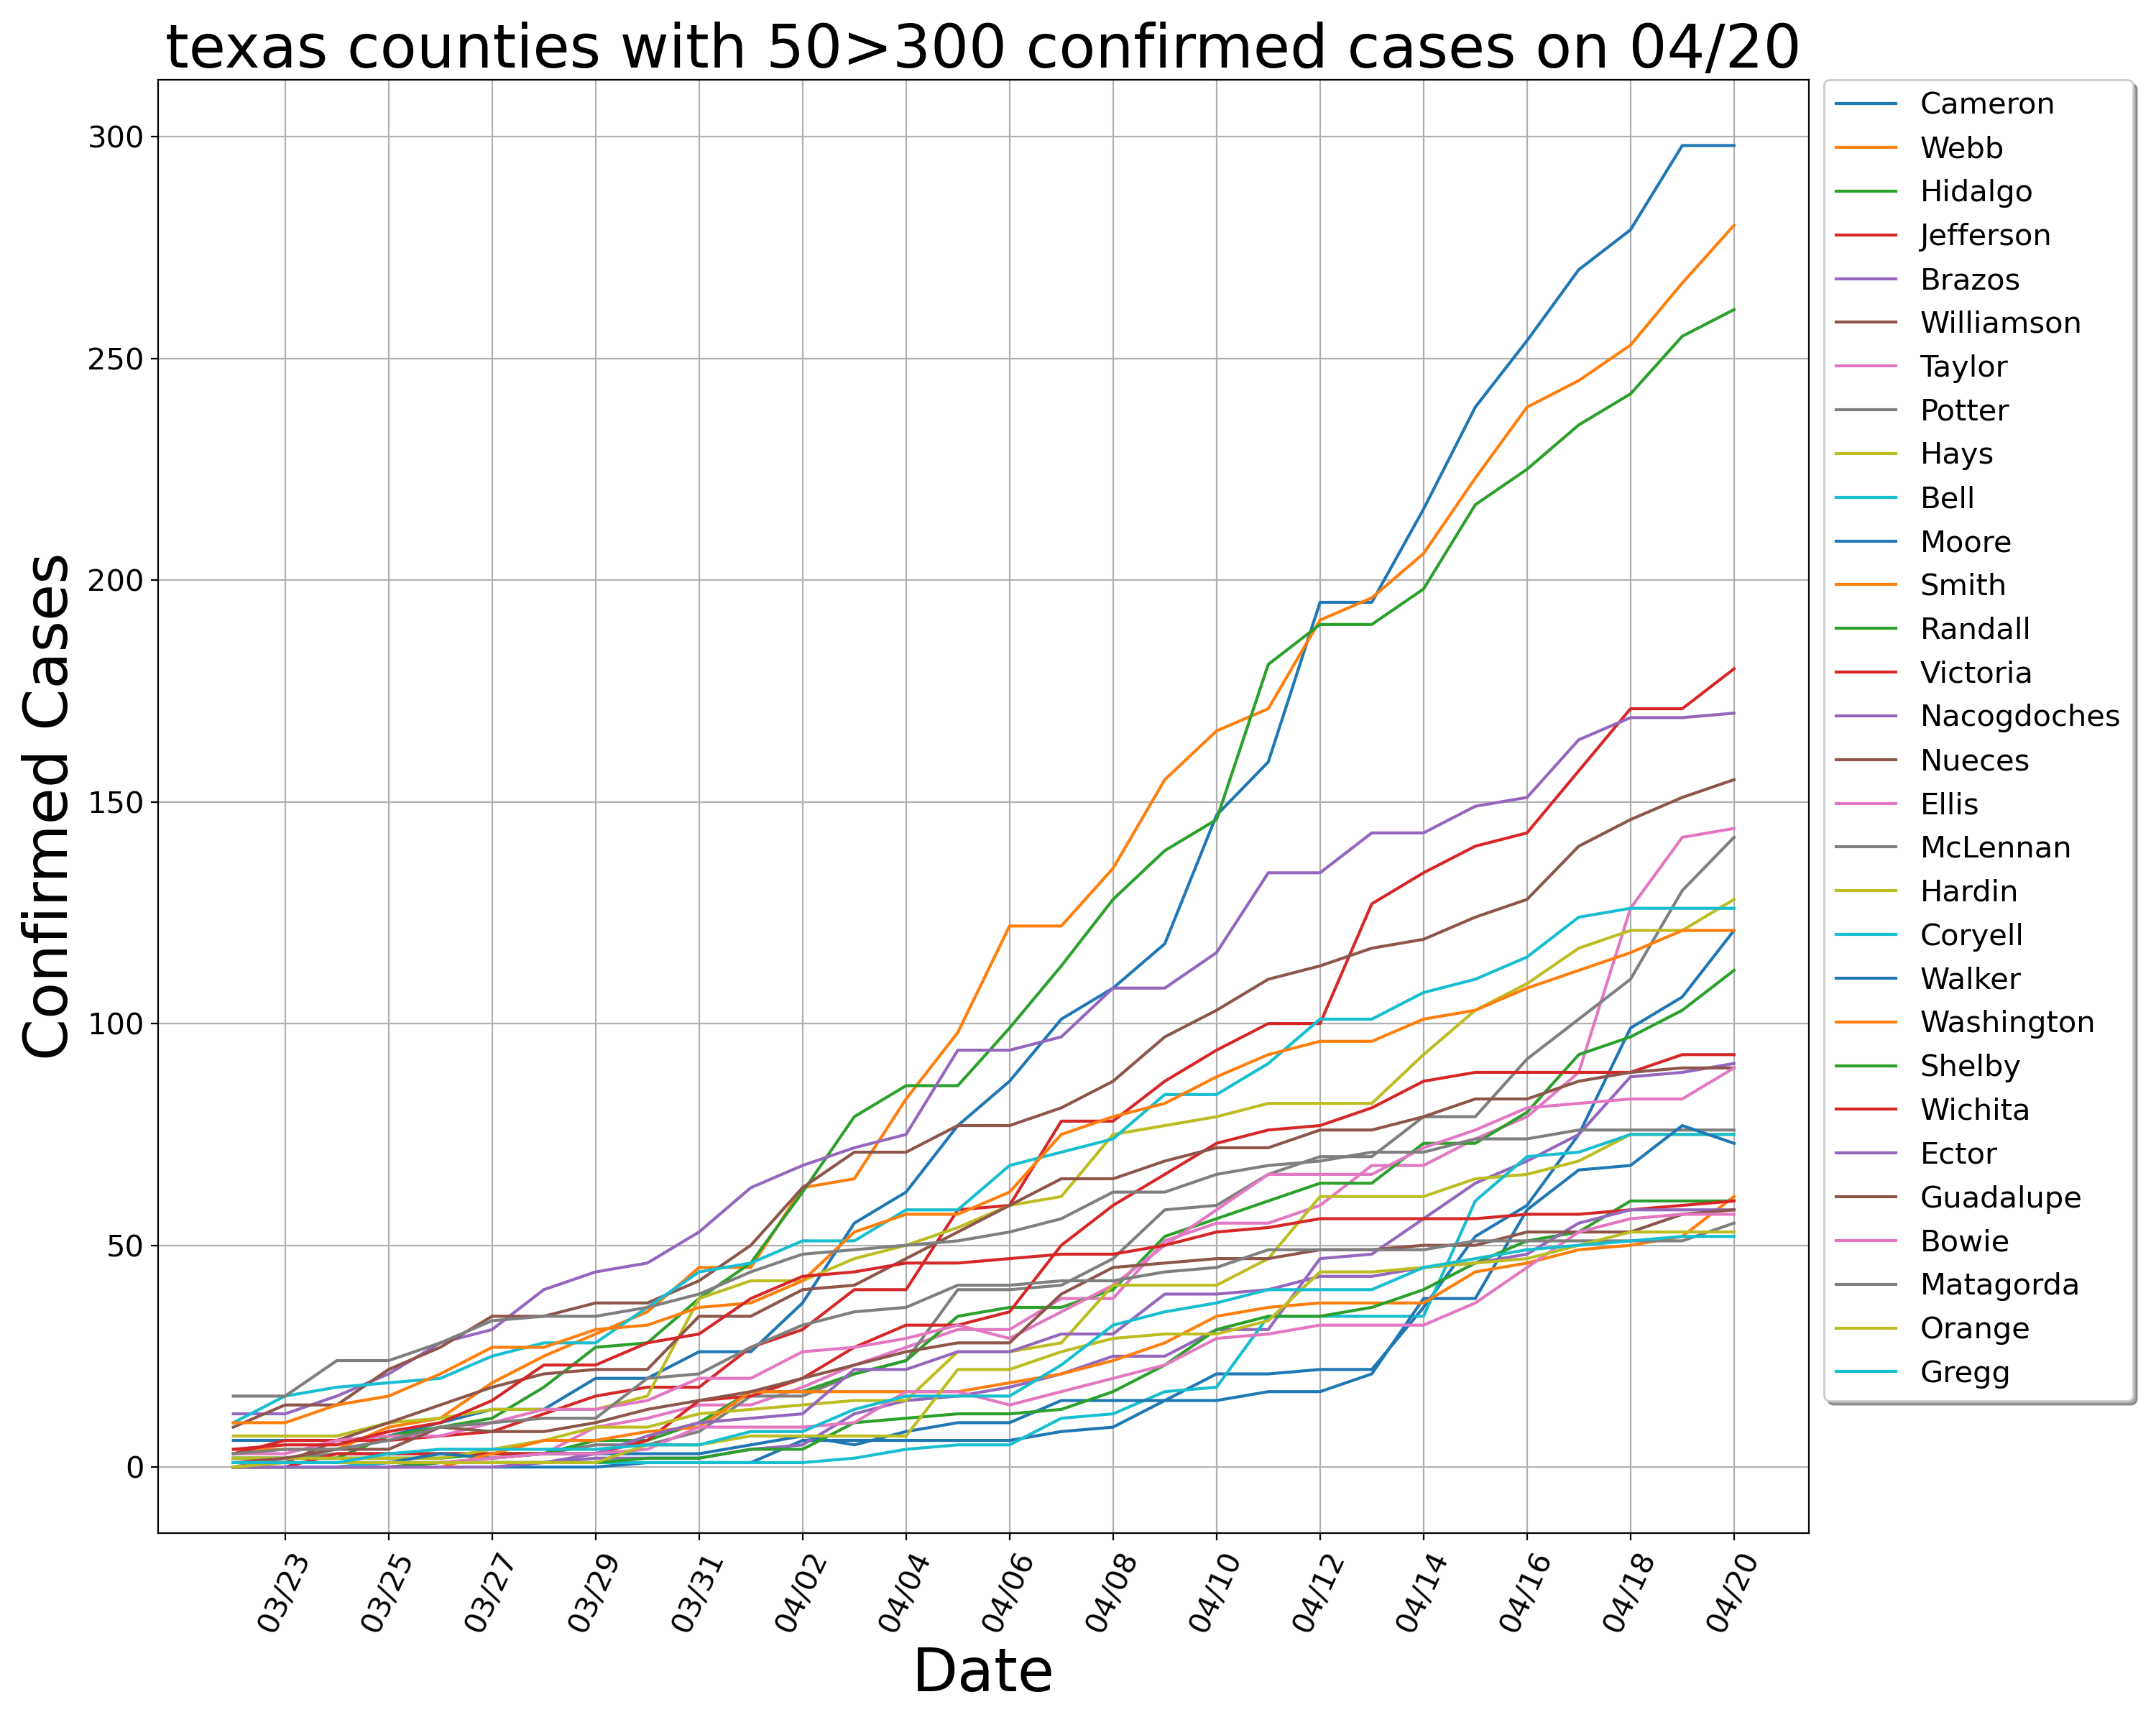 texas counties with 50>300 confirmed cases on 04/20
Confirmed Cases
300
250
200
150
100
50
0
03/23
03/25
03/27
03/29
03/31
04/02
04/04
04/06
04/08
04/10
04/12
04/14
04/16
04/18
04/20
Date
Cameron
Webb
Hidalgo
Jefferson
Brazos
Williamson
Taylor
Potter
Hays
Bell
Moore
Smith
Randall
Victoria
Nacogdoches
Nueces
Ellis
McLennan
Hardin
Coryell
Walker
Washington
Shelby
Wichita
Ector
Guadalupe
Bowie
Matagorda
Orange
Gregg